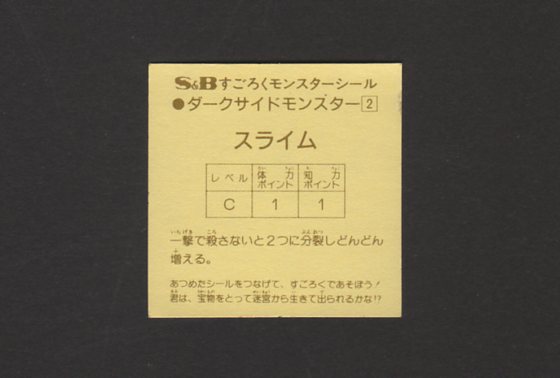 S&Bすごろくモンスターシール
●ダークサイドモンスター2
スライム
レベル 体力ポイント 知力ポイント
C 1 1
一撃で殺さないと2つに分裂しどんどん
増える。
あつめたシールをつなげて、すごろくであそぼう!
君は、宝物をとって迷宮から生きて出られるかな!?